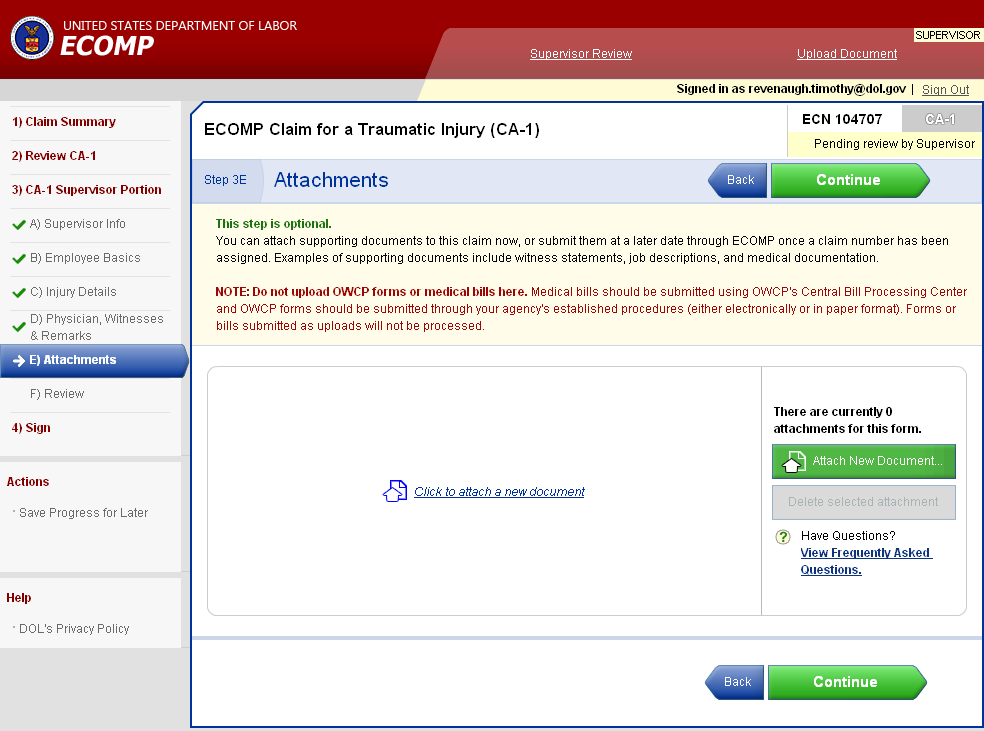 UNITED STATES DEPARTMENT OF LABOR
ECOMP
SUPERVISOR
Supervisor Review
Upload Document
Signed in as revenaugh.timothy@dol.gov | Sign Out
1) Claim Summary
2) Review CA-1
3) CA-1 Supervisor Portion
A) Supervisor Info
B) Employee Basics
C) Injury Details
D) Physician, Witnesses
& Remarks
E) Attachments
F) Review
4) Sign
Actions
· Save Progress for Later
Help
· DOL's Privacy Policy
ECOMP Claim for a Traumatic Injury (CA-1)
ECN 104707
CA-1
Pending review by Supervisor
Step 3E
Attachments
Back
Continue
This step is optional.
You can attach supporting documents to this claim now, or submit them at a later date through ECOMP once a claim number has been
assigned. Examples of supporting documents include witness statements, job descriptions, and medical documentation.
NOTE: Do not upload OWCP forms or medical bills here. Medical bills should be submitted using OWCP's Central Bill Processing Center
and OWCP forms should be submitted through your agency's established procedures (either electronically or in paper format). Forms or
bills submitted as uploads will not be processed.
Click to attach a new document
There are currently 0
attachments for this form.
Attach New Document...
Delete selected attachment
? Have Questions?
View Frequently Asked
Questions.
Back
Continue